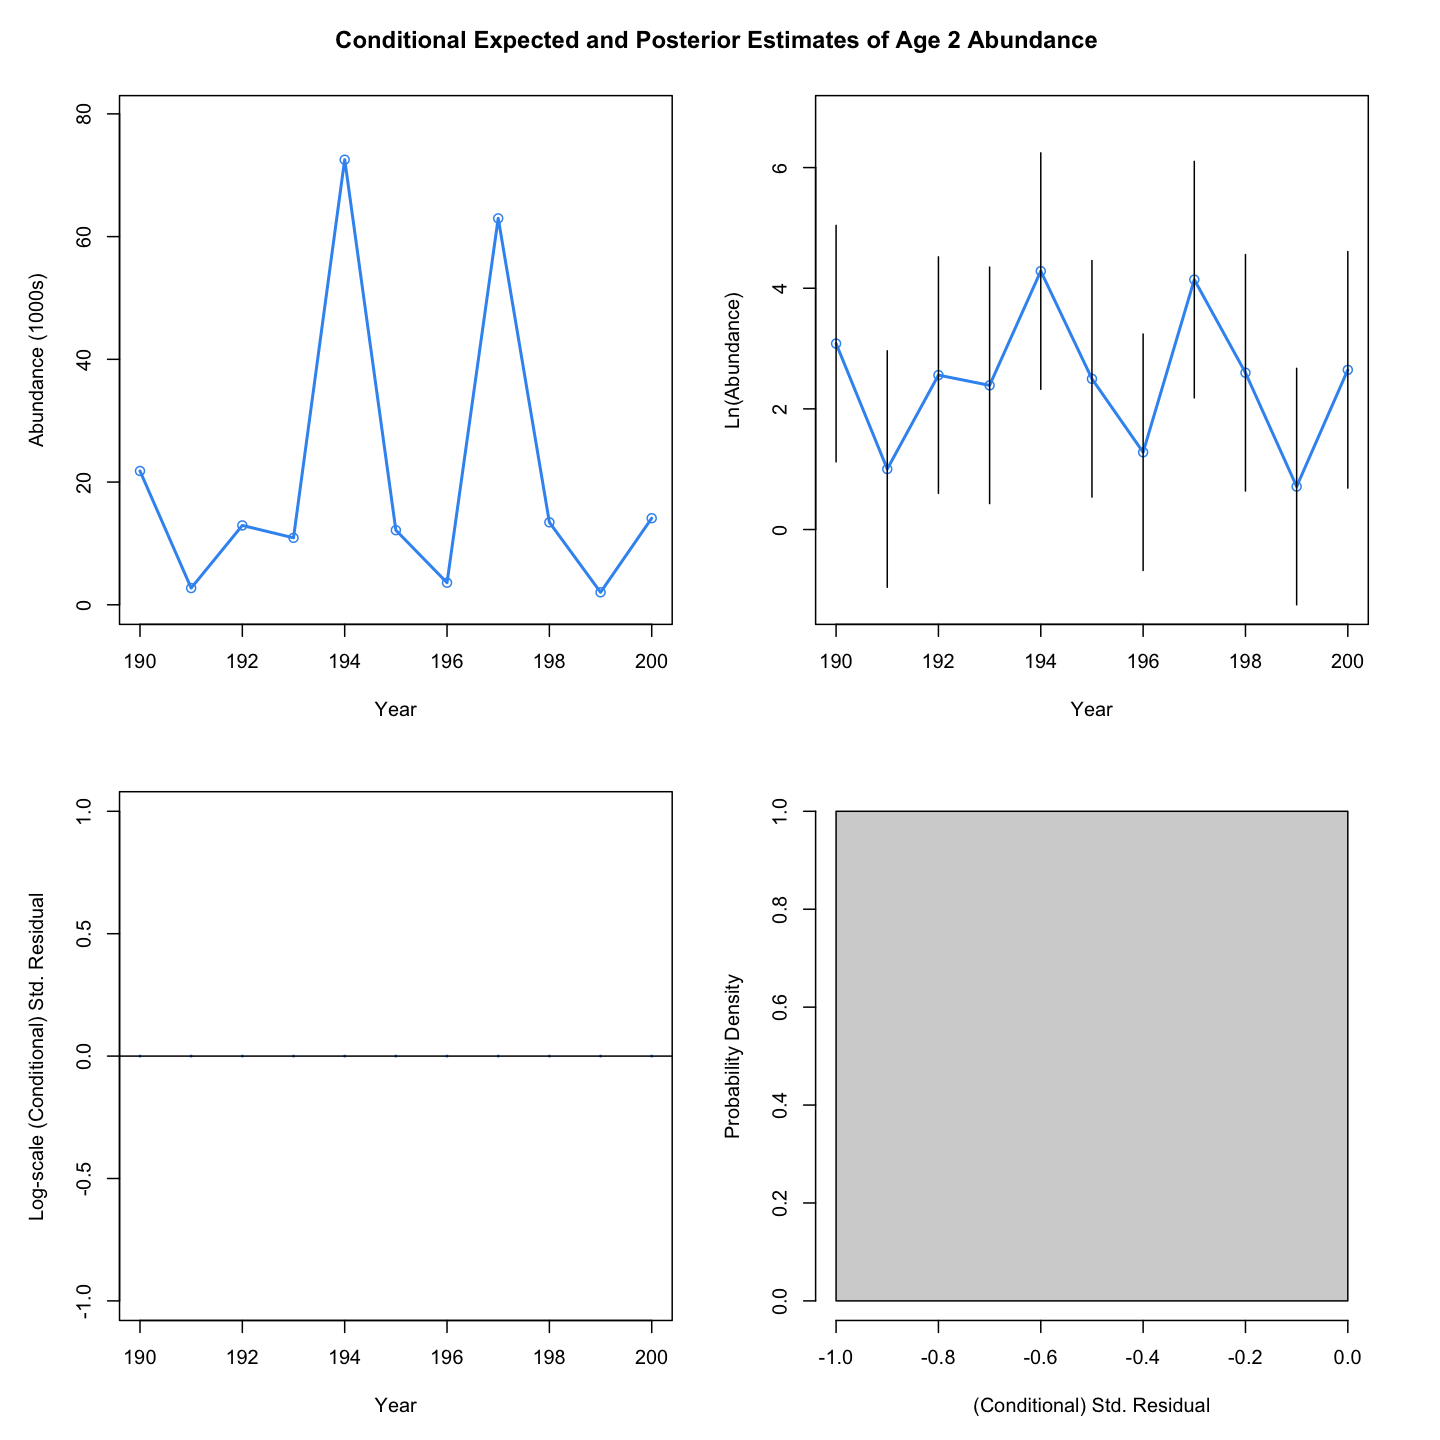 Conditional Expected and Posterior Estimates of Age 2 Abundance
Abundance (1000s)
80
60
40
20
0
190 192 194 196 198 200
Year
Ln(Abundance)
6
4
2
0
190 192 194 196 198 200
Year
Log-scale (Conditional) Std. Residual
1.0
0.5
0.0
-0.5
-1.0
190 192 194 196 198 200
Year
Probability Density
1.0
0.8
0.6
0.4
0.2
0.0
-1.0 -0.8 -0.6 -0.4 -0.2 0.0
(Conditional) Std. Residual